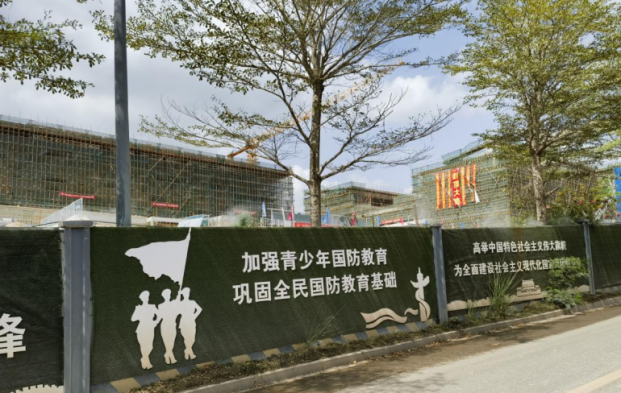 加强青少年国防教育
巩固全民国防教育基础
高举中国特色社会主义伟大旗帜
为全面建设社会主义现代化国
锋